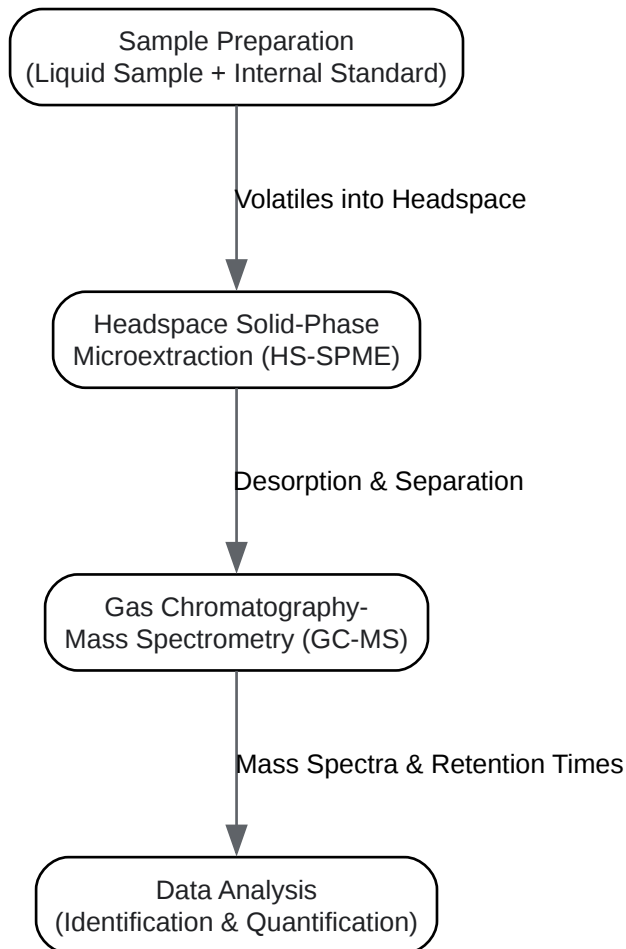 Sample Preparation
(Liquid Sample + Internal Standard)
Volatiles into Headspace
Headspace Solid-Phase
Microextraction (HS-SPME)
Desorption & Separation
Gas Chromatography-
Mass Spectrometry (GC-MS)
Mass Spectra & Retention Times
Data Analysis
(Identification & Quantification)